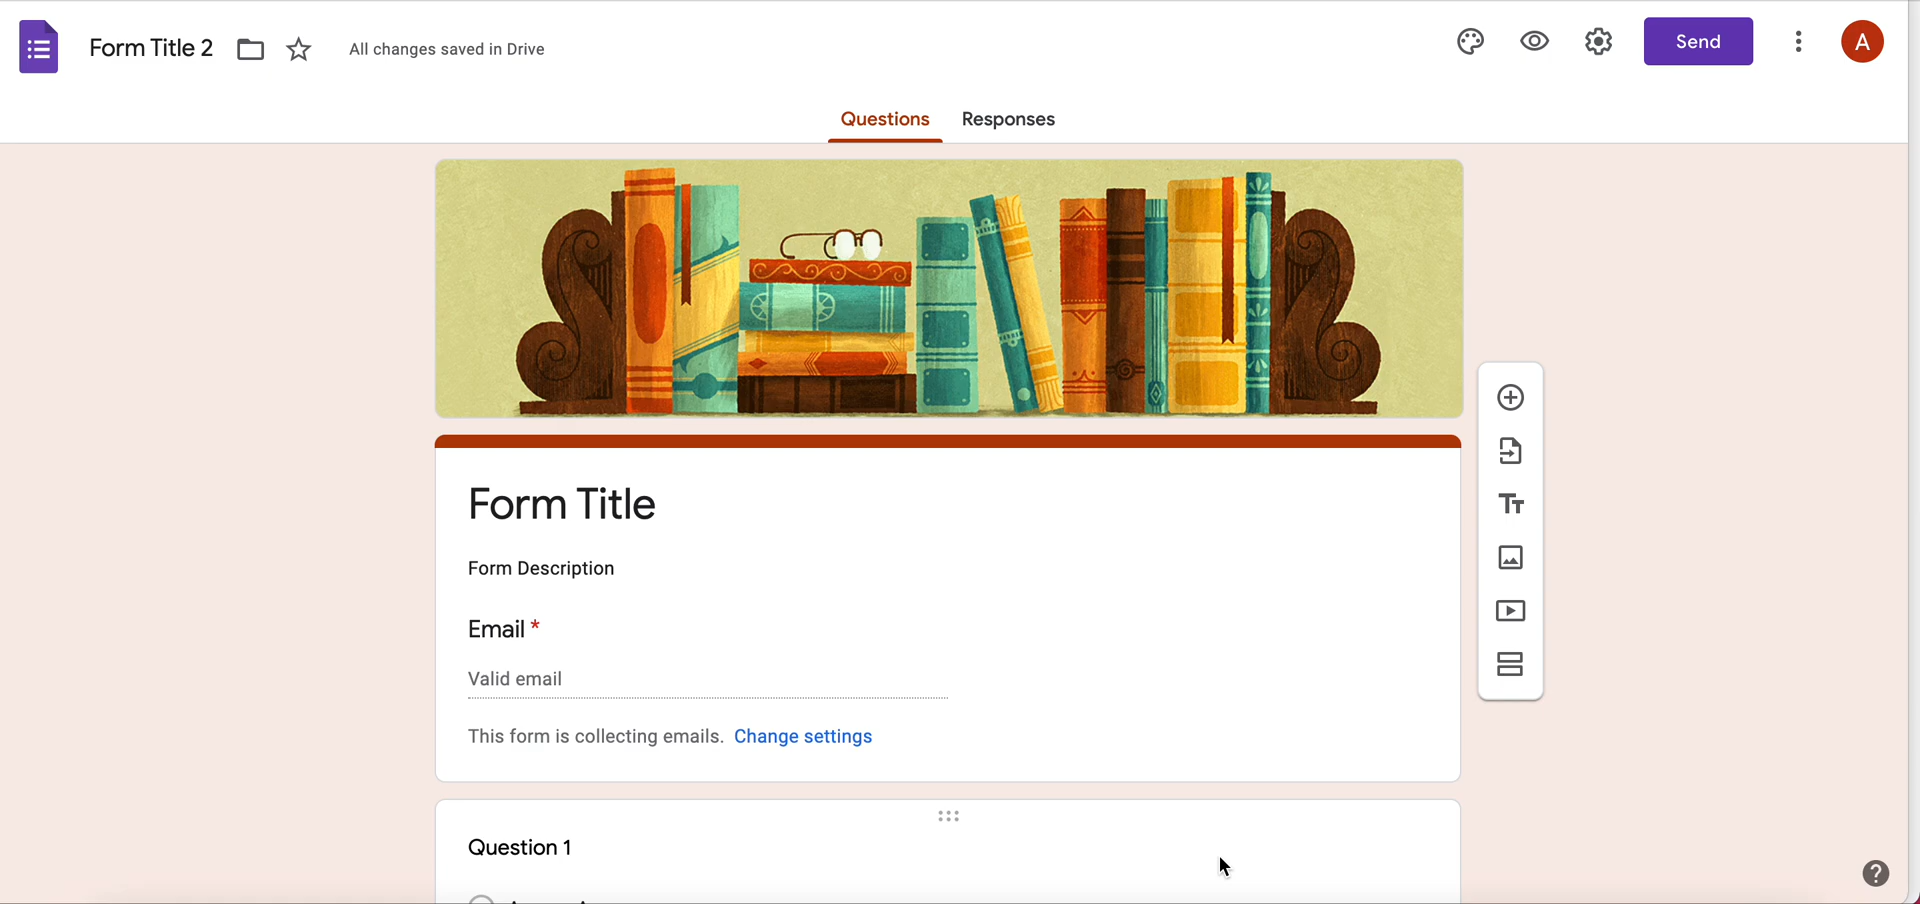 Form Title 2
All changes saved in Drive
Send
A
Questions
Responses
Form Title
Form Description
Email *
Valid email
This form is collecting emails. Change settings
Question 1